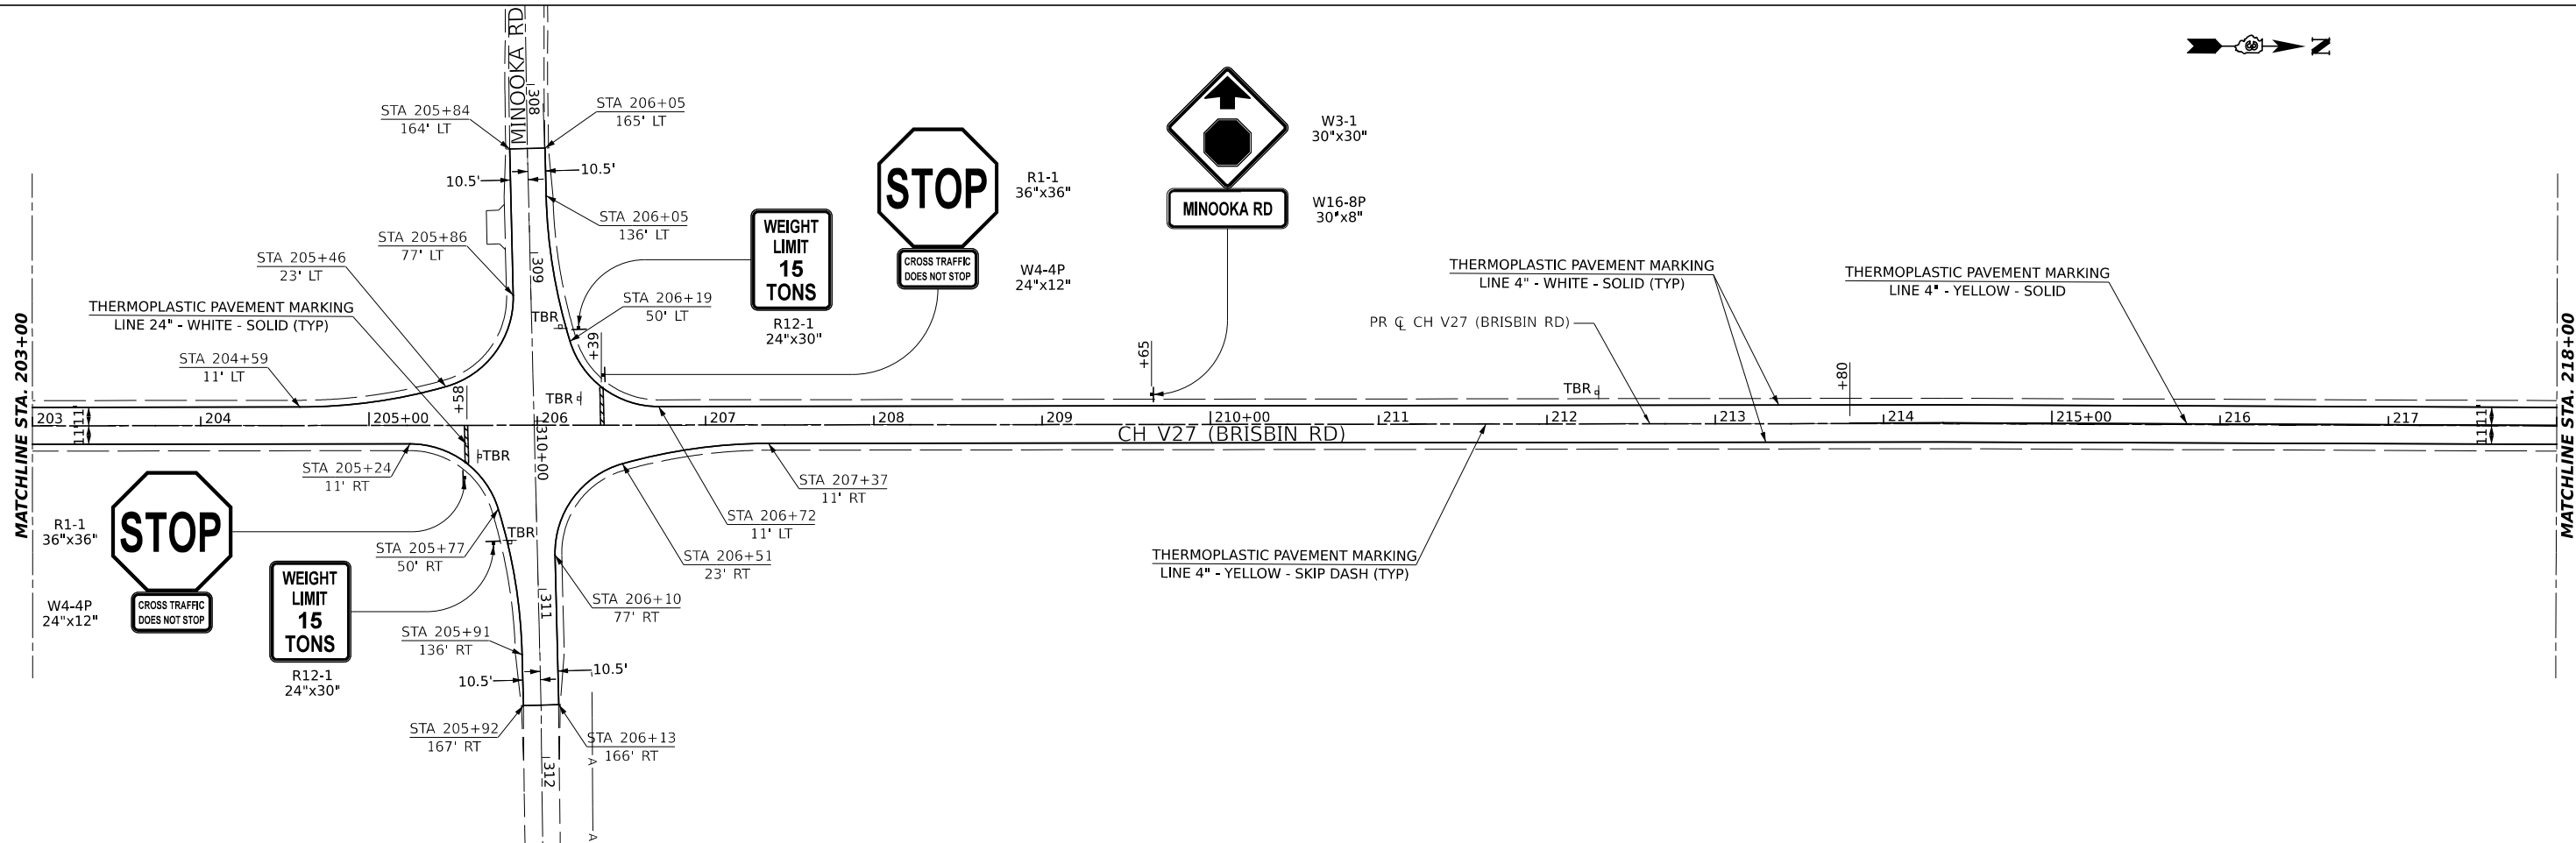 MINOOKA RD
308
N
STA 205+84
164' LT
STA 206+05
165' LT
10.5'
10.5'
STA 206+05
136' LT
STA 205+86
77' LT
STA 205+46
23' LT
309
STA 206+19
50' LT
WEIGHT
LIMIT
15
TONS
R12-1
24"x30"
STOP
R1-1
36"x36"
CROSS TRAFFIC
DOES NOT STOP
W4-4P
24"x12"
W3-1
30"x30"
MINOOKA RD
W16-8P
30"x8"
THERMOPLASTIC PAVEMENT MARKING
LINE 24" - WHITE - SOLID (TYP)
STA 204+59
11' LT
THERMOPLASTIC PAVEMENT MARKING
LINE 4" - WHITE - SOLID (TYP)
THERMOPLASTIC PAVEMENT MARKING
LINE 4" - YELLOW - SOLID
PR ℄ CH V27 (BRISBIN RD)
TBR
+39
+58
TBR
+65
TBR
+80
MATCHLINE STA. 203+00
11'
11'
203
204
205+00
206
207
208
209
210+00
211
212
213
214
215+00
216
217
11'
11'
MATCHLINE STA. 218+00
CH V27 (BRISBIN RD)
310+00
TBR
STA 205+24
11' RT
STA 207+37
11' RT
STA 206+72
11' LT
STA 206+51
23' RT
THERMOPLASTIC PAVEMENT MARKING
LINE 4" - YELLOW - SKIP DASH (TYP)
R1-1
36"x36"
STOP
TBR
STA 205+77
50' RT
W4-4P
24"x12"
CROSS TRAFFIC
DOES NOT STOP
WEIGHT
LIMIT
15
TONS
R12-1
24"x30"
311
STA 206+10
77' RT
STA 205+91
136' RT
10.5'
10.5'
STA 205+92
167' RT
STA 206+13
166' RT
312
A
A